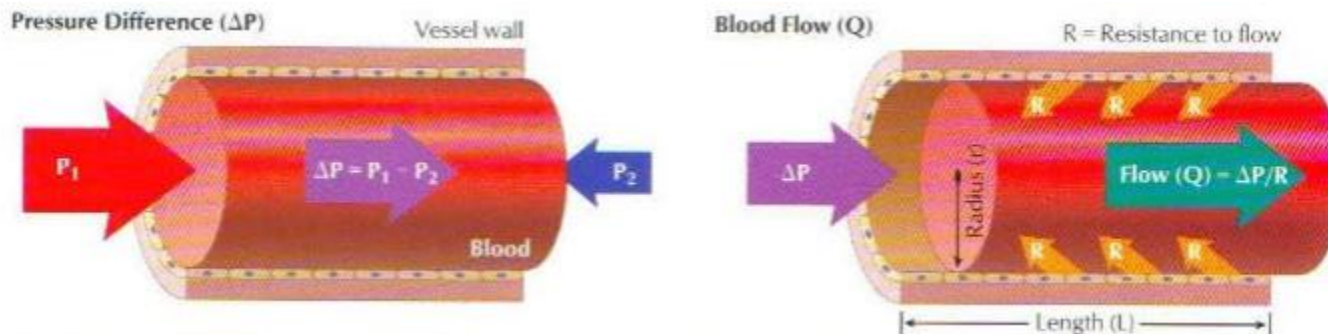 Pressure Difference (ΔP)
Vessel wall
P₁
ΔP = P₁ − P₂
P₂
Blood
Blood Flow (Q)
R = Resistance to flow
R R R
ΔP
Radius (r)
Flow (Q) = ΔP/R
R R R
Length (L)